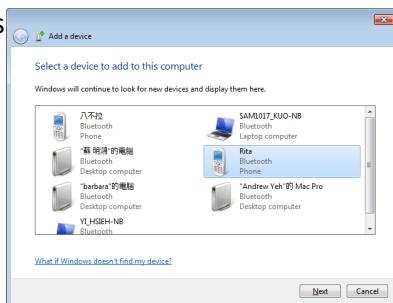 s
Add a device
Select a device to add to this computer
Windows will continue to look for new devices and display them here.
八不拉
Bluetooth
Phone
SAM1017_KUO-NB
Bluetooth
Laptop computer
"蘇 明鴻"的電腦
Bluetooth
Desktop computer
Rita
Bluetooth
Phone
"barbara"的電腦
Bluetooth
Desktop computer
"Andrew Yeh"的 Mac Pro
Bluetooth
Desktop computer
YI_HSIEH-NB
Bluetooth
What if Windows doesn't find my device?
Next
Cancel